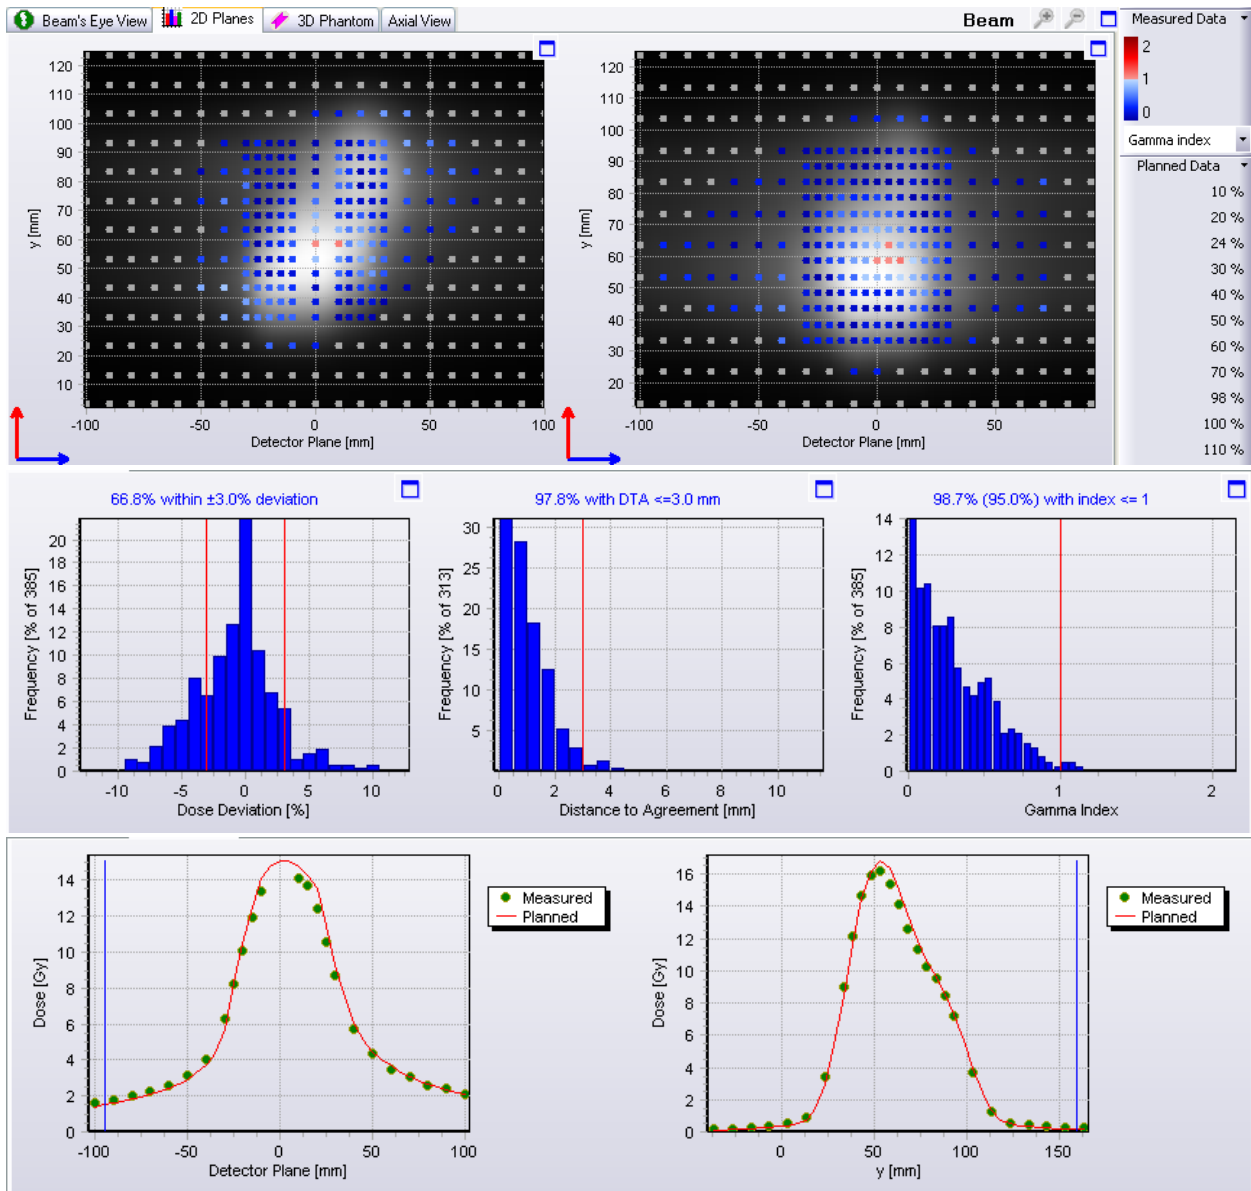 Beam's Eye View 2D Planes 3D Phantom Axial View Beam Measured Data
2
1
0
Gamma index
Planned Data
10 %
20 %
24 %
30 %
40 %
50 %
60 %
70 %
98 %
100 %
110 %
y [mm]
120
110
100
90
80
70
60
50
40
30
20
10
-100 -50 0 50 100
Detector Plane [mm]
y [mm]
120
110
100
90
80
70
60
50
40
30
20
-100 -50 0 50
Detector Plane [mm]
66.8% within ±3.0% deviation
Frequency [% of 385]
20
18
16
14
12
10
8
6
4
2
0
-10 -5 0 5 10
Dose Deviation [%]
97.8% with DTA <=3.0 mm
Frequency [% of 313]
30
25
20
15
10
5
0 2 4 6 8 10
Distance to Agreement [mm]
98.7% (95.0%) with index <= 1
Frequency [% of 385]
14
12
10
8
6
4
2
0
0 1 2
Gamma Index
Dose [Gy]
14
12
10
8
6
4
2
0
-100 -50 0 50 100
Detector Plane [mm]
Measured
Planned
Dose [Gy]
16
14
12
10
8
6
4
2
0
0 50 100 150
y [mm]
Measured
Planned